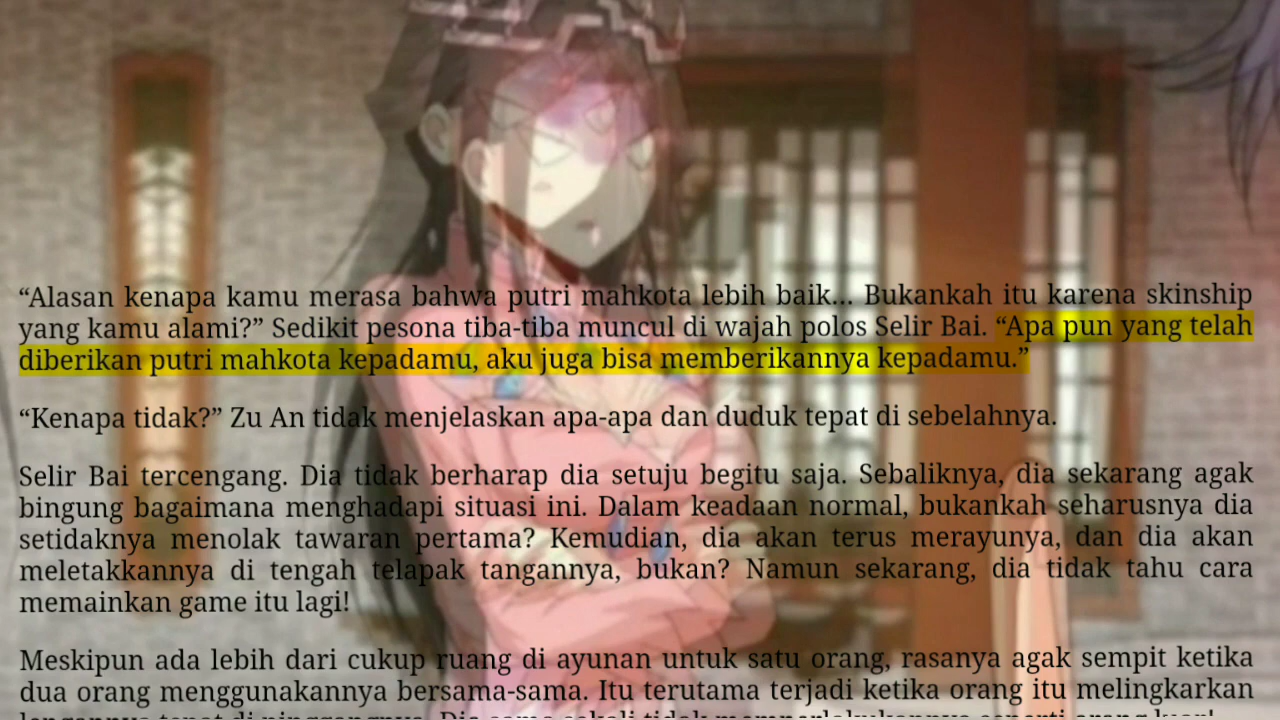 “Alasan kenapa kamu merasa bahwa putri mahkota lebih baik… Bukankah itu karena skinship
yang kamu alami?” Sedikit pesona tiba-tiba muncul di wajah polos Selir Bai. “Apa pun yang telah
diberikan putri mahkota kepadamu, aku juga bisa memberikannya kepadamu.”
“Kenapa tidak?” Zu An tidak menjelaskan apa-apa dan duduk tepat di sebelahnya.
Selir Bai tercengang. Dia tidak berharap dia setuju begitu saja. Sebaliknya, dia sekarang agak
bingung bagaimana menghadapi situasi ini. Dalam keadaan normal, bukankah seharusnya dia
setidaknya menolak tawaran pertama? Kemudian, dia akan terus merayunya, dan dia akan
meletakkannya di tengah telapak tangannya, bukan? Namun sekarang, dia tidak tahu cara
memainkan game itu lagi!
Meskipun ada lebih dari cukup ruang di ayunan untuk satu orang, rasanya agak sempit ketika
dua orang menggunakannya bersama-sama. Itu terutama terjadi ketika orang itu melingkarkan